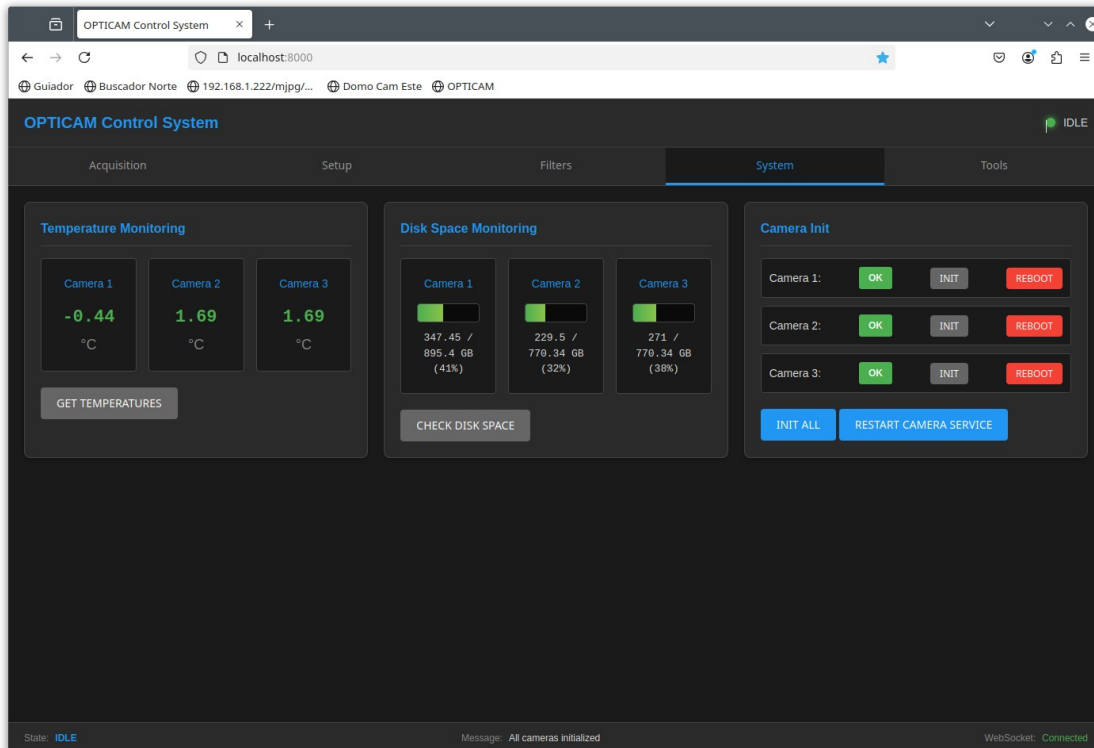 OPTICAM Control System
localhost:8000
Guiador Buscador Norte 192.168.1.222/mjpg/... Domo Cam Este OPTICAM
OPTICAM Control System
IDLE
Acquisition Setup Filters System Tools
Temperature Monitoring
Camera 1 Camera 2 Camera 3
-0.44 1.69 1.69
°C °C °C
GET TEMPERATURES
Disk Space Monitoring
Camera 1 Camera 2 Camera 3
347.45 / 229.5 / 271 /
895.4 GB 770.34 GB 770.34 GB
(41%) (32%) (38%)
CHECK DISK SPACE
Camera Init
Camera 1: OK INIT REBOOT
Camera 2: OK INIT REBOOT
Camera 3: OK INIT REBOOT
INIT ALL RESTART CAMERA SERVICE
State: IDLE Message: All cameras initialized WebSocket: Connected